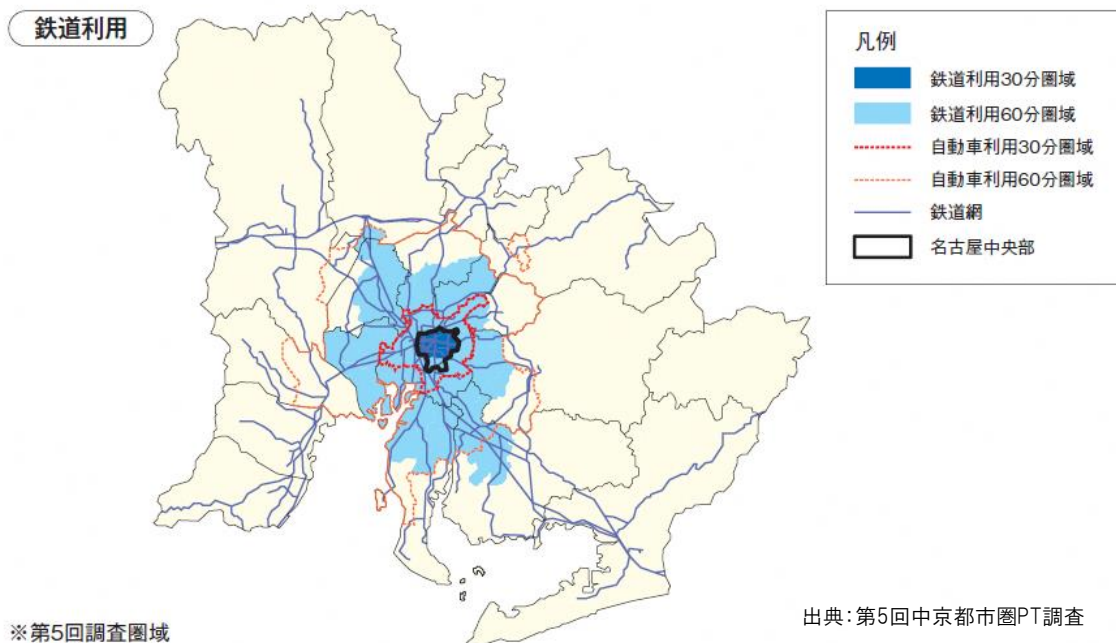 鉄道利用
凡例
鉄道利用30分圏域
鉄道利用60分圏域
自動車利用30分圏域
自動車利用60分圏域
鉄道網
名古屋中央部
出典:第5回中京都市圏PT調査
※第5回調査圏域